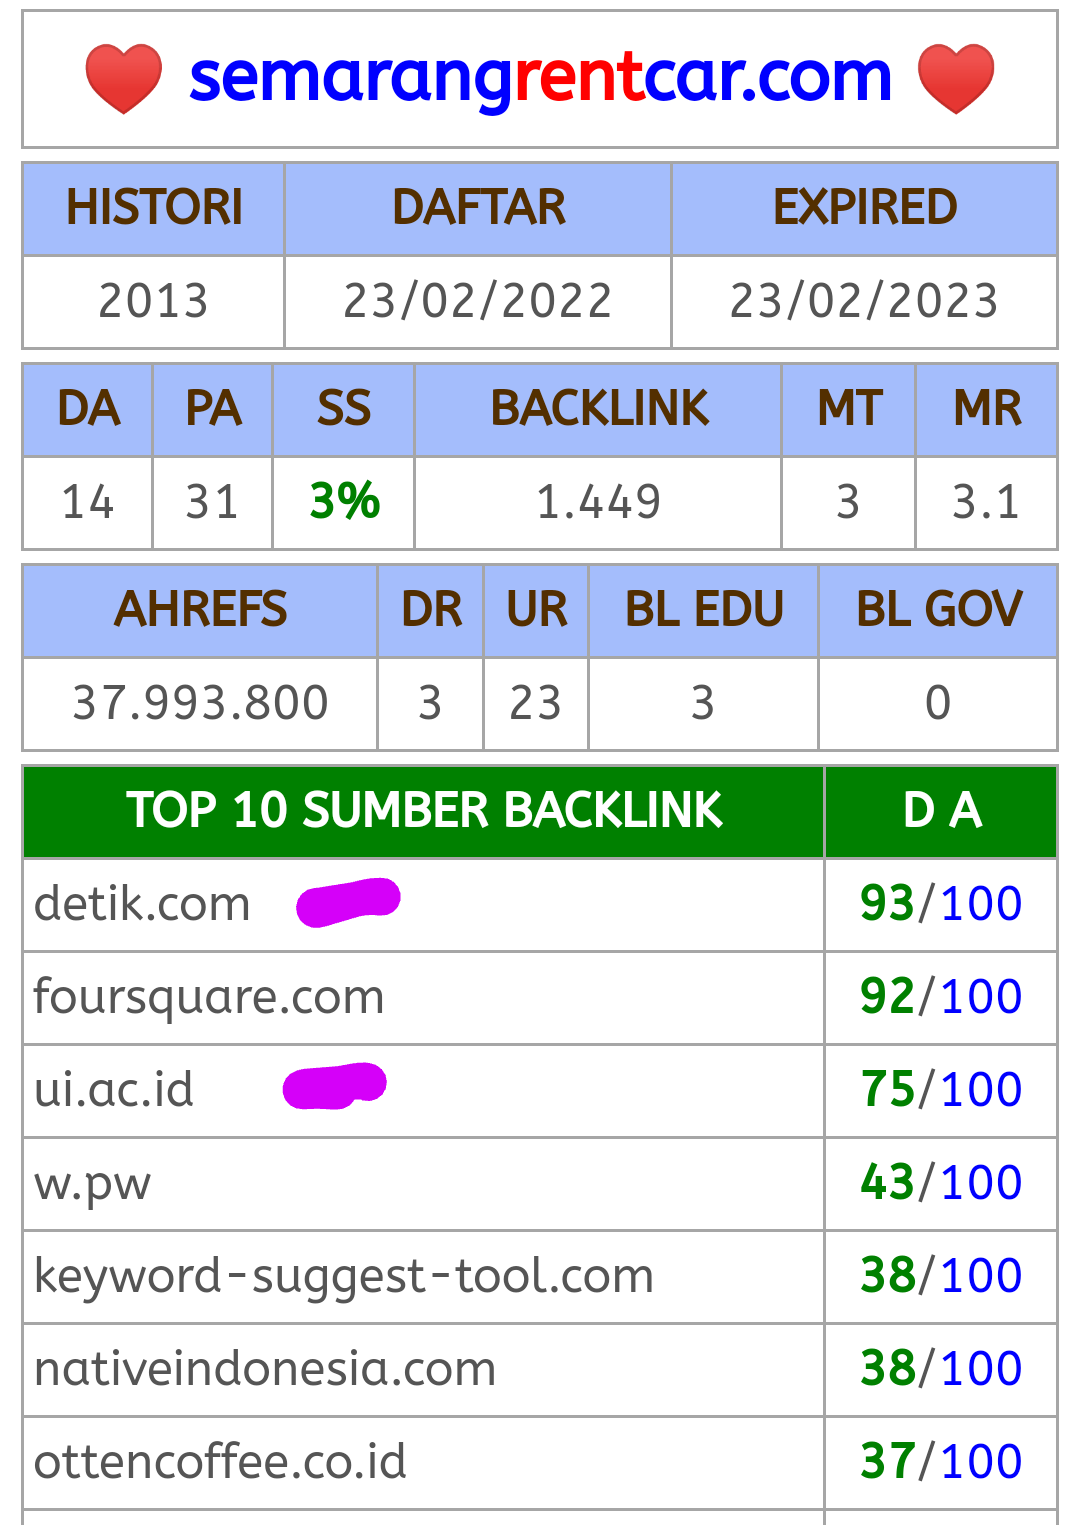 semarangrentcar.com
HISTORI DAFTAR EXPIRED
2013 23/02/2022 23/02/2023
DA PA SS BACKLINK MT MR
14 31 3% 1.449 3 3.1
AHREFS DR UR BL EDU BL GOV
37.993.800 3 23 3 0
TOP 10 SUMBER BACKLINK D A
detik.com 93/100
foursquare.com 92/100
ui.ac.id 75/100
w.pw 43/100
keyword-suggest-tool.com 38/100
nativeindonesia.com 38/100
ottencoffee.co.id 37/100